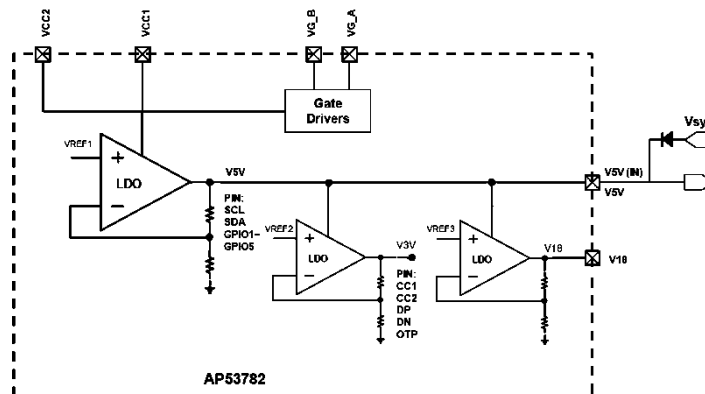 VCC2
VCC1
VG_B
VG_A
Gate
Drivers
Vsy
VREF1
+
LDO
−
V5V
V5V (IN)
V5V
PIN:
SCL
SDA
GPIO1–
GPIO5
VREF2
+
LDO
−
V3V
PIN:
CC1
CC2
DP
DN
OTP
VREF3
+
LDO
−
V18
V18
AP53782